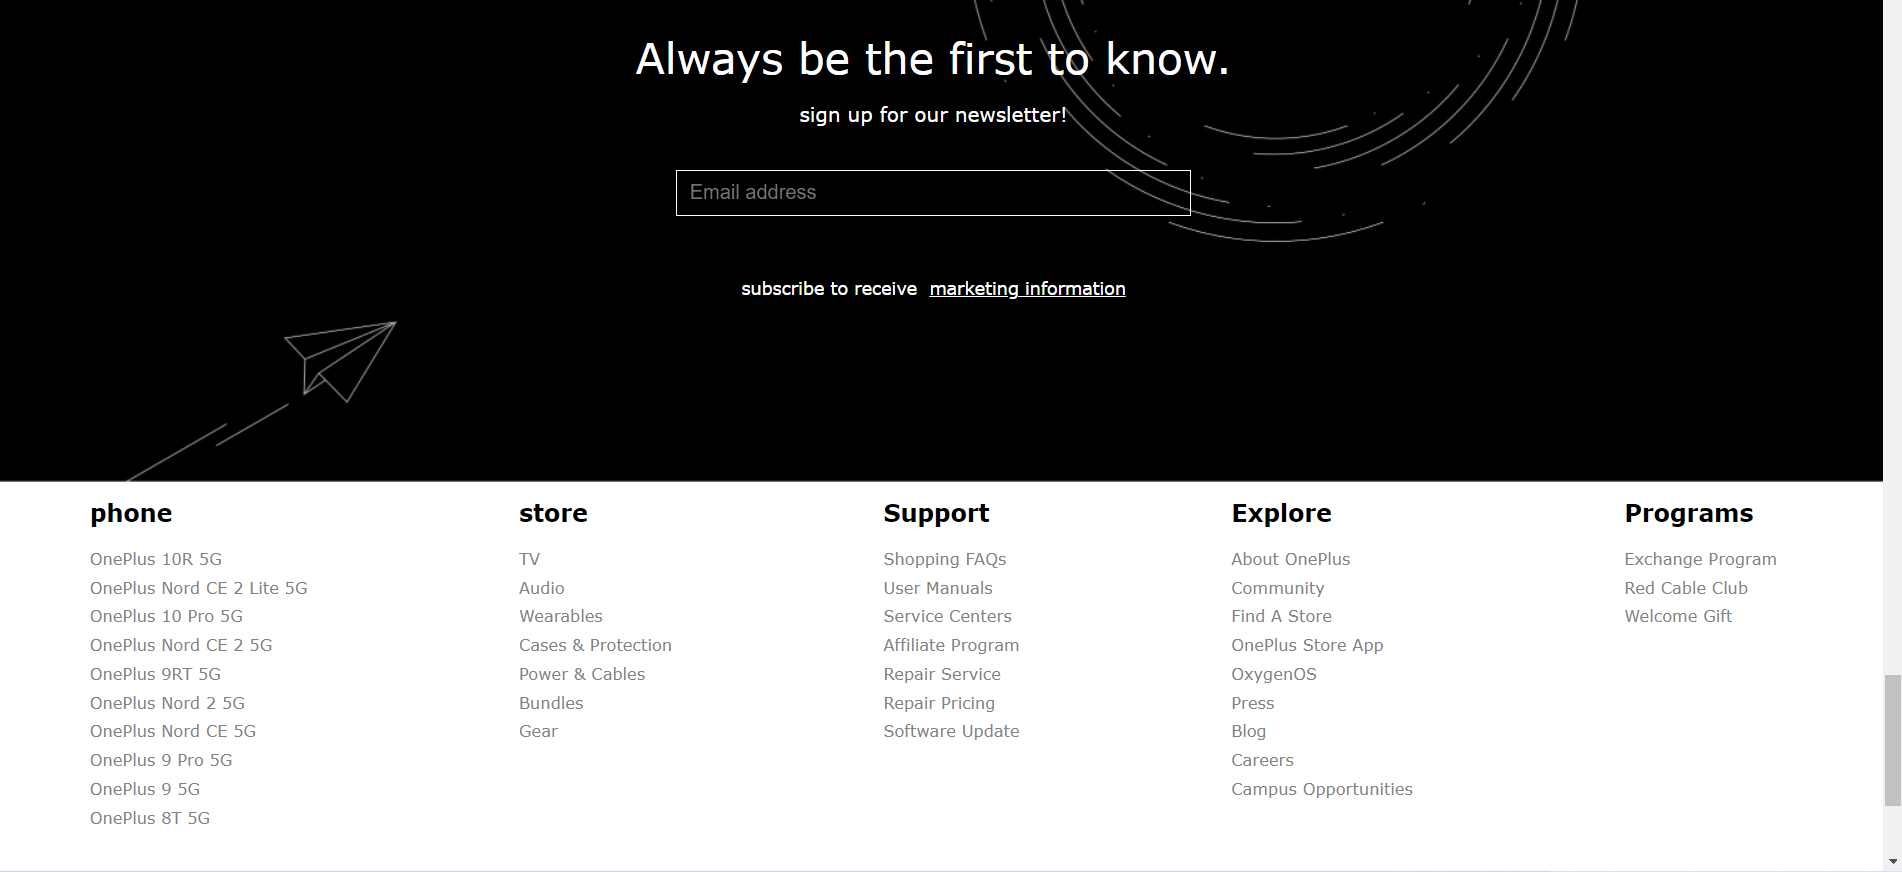 Always be the first to know.
sign up for our newsletter!
Email address
subscribe to receive marketing information
phone
OnePlus 10R 5G
OnePlus Nord CE 2 Lite 5G
OnePlus 10 Pro 5G
OnePlus Nord CE 2 5G
OnePlus 9RT 5G
OnePlus Nord 2 5G
OnePlus Nord CE 5G
OnePlus 9 Pro 5G
OnePlus 9 5G
OnePlus 8T 5G
store
TV
Audio
Wearables
Cases & Protection
Power & Cables
Bundles
Gear
Support
Shopping FAQs
User Manuals
Service Centers
Affiliate Program
Repair Service
Repair Pricing
Software Update
Explore
About OnePlus
Community
Find A Store
OnePlus Store App
OxygenOS
Press
Blog
Careers
Campus Opportunities
Programs
Exchange Program
Red Cable Club
Welcome Gift